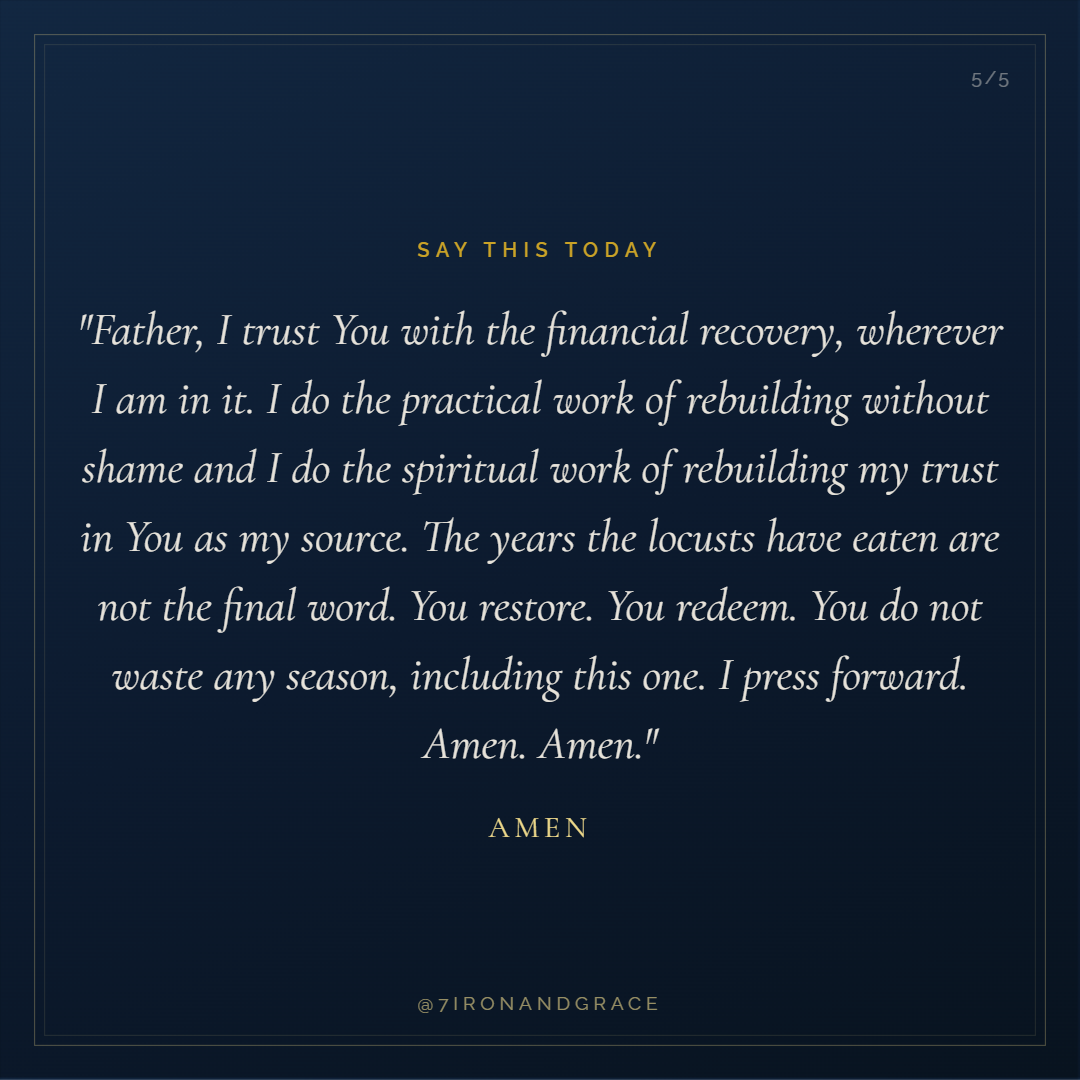 5/5
SAY THIS TODAY
"Father, I trust You with the financial recovery, wherever
I am in it. I do the practical work of rebuilding without
shame and I do the spiritual work of rebuilding my trust
in You as my source. The years the locusts have eaten are
not the final word. You restore. You redeem. You do not
waste any season, including this one. I press forward.
Amen. Amen."
AMEN
@7IRONANDGRACE